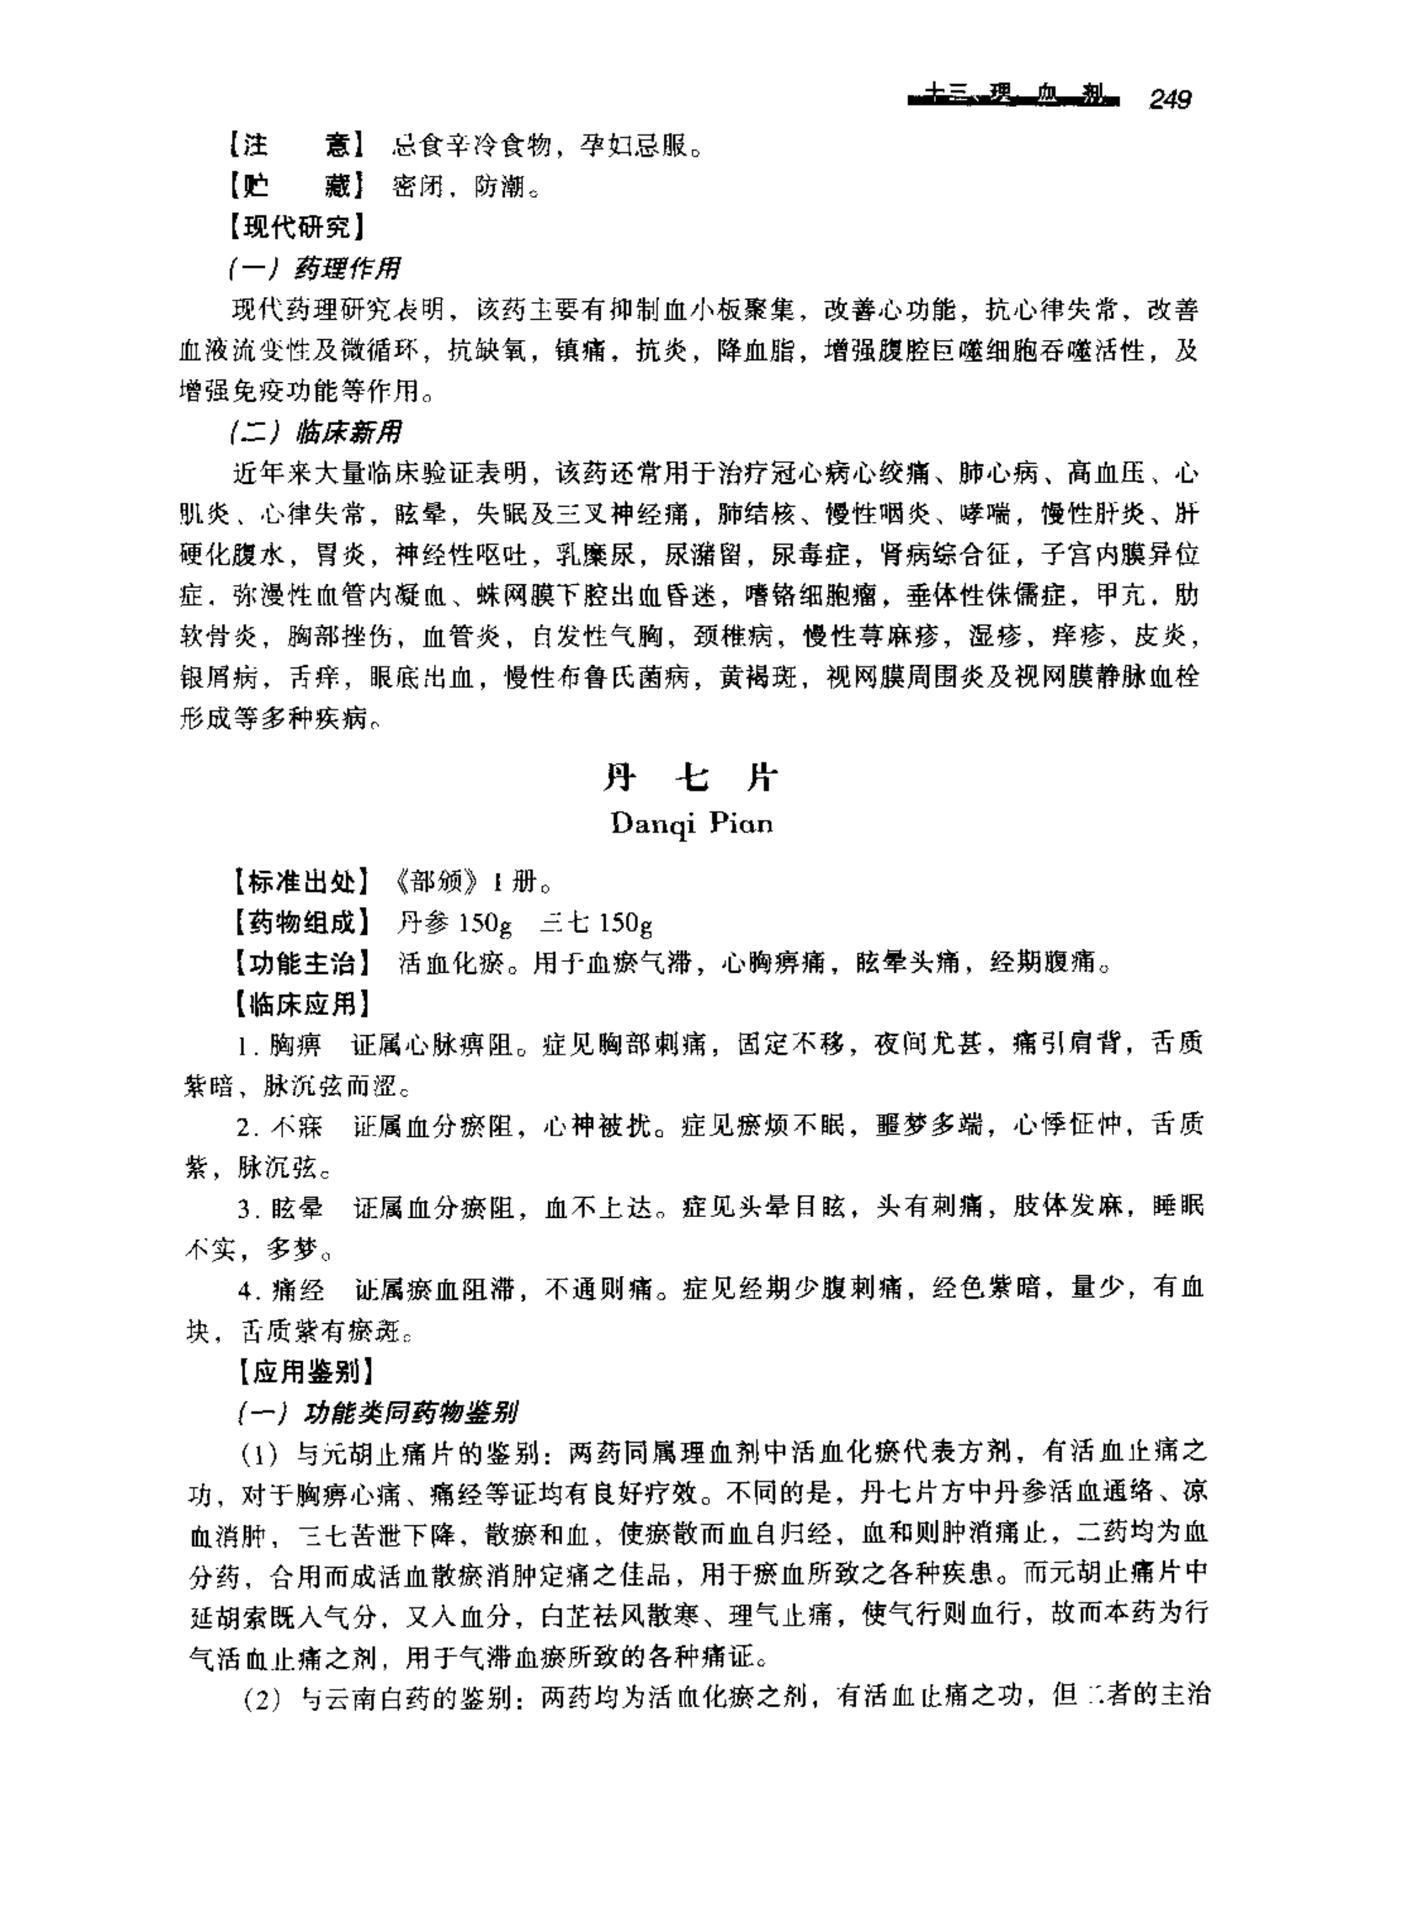 十三、理血剂 249
【注　　意】 忌食辛冷食物，孕妇忌服。
【贮　　藏】 密闭，防潮。
【现代研究】
(一) 药理作用
现代药理研究表明，该药主要有抑制血小板聚集，改善心功能，抗心律失常，改善
血液流变性及微循环，抗缺氧，镇痛，抗炎，降血脂，增强腹腔巨噬细胞吞噬活性，及
增强免疫功能等作用。
(二) 临床新用
近年来大量临床验证表明，该药还常用于治疗冠心病心绞痛、肺心病、高血压、心
肌炎、心律失常，眩晕，失眠及三叉神经痛，肺结核、慢性咽炎、哮喘，慢性肝炎、肝
硬化腹水，胃炎，神经性呕吐，乳糜尿，尿潴留，尿毒症，肾病综合征，子宫内膜异位
症，弥漫性血管内凝血、蛛网膜下腔出血昏迷，嗜铬细胞瘤，垂体性侏儒症，甲亢，肋
软骨炎，胸部挫伤，血管炎，自发性气胸，颈椎病，慢性荨麻疹，湿疹，痒疹、皮炎，
银屑病，舌痒，眼底出血，慢性布鲁氏菌病，黄褐斑，视网膜周围炎及视网膜静脉血栓
形成等多种疾病。
丹 七 片
Danqi Pian
【标准出处】 《部颁》1 册。
【药物组成】 丹参 150g　三七 150g
【功能主治】 活血化瘀。用于血瘀气滞，心胸痹痛，眩晕头痛，经期腹痛。
【临床应用】
1. 胸痹　证属心脉痹阻。症见胸部刺痛，固定不移，夜间尤甚，痛引肩背，舌质
紫暗，脉沉弦而涩。
2. 不寐　证属血分瘀阻，心神被扰。症见瘀烦不眠，噩梦多端，心悸怔忡，舌质
紫，脉沉弦。
3. 眩晕　证属血分瘀阻，血不上达。症见头晕目眩，头有刺痛，肢体发麻，睡眠
不实，多梦。
4. 痛经　证属瘀血阻滞，不通则痛。症见经期少腹刺痛，经色紫暗，量少，有血
块，舌质紫有瘀斑。
【应用鉴别】
(一) 功能类同药物鉴别
(1) 与元胡止痛片的鉴别：两药同属理血剂中活血化瘀代表方剂，有活血止痛之
功，对于胸痹心痛、痛经等证均有良好疗效。不同的是，丹七片方中丹参活血通络、凉
血消肿，三七苦泄下降，散瘀和血，使瘀散而血自归经，血和则肿消痛止，二药均为血
分药，合用而成活血散瘀消肿定痛之佳品，用于瘀血所致之各种疾患。而元胡止痛片中
延胡索既入气分，又入血分，白芷祛风散寒、理气止痛，使气行则血行，故而本药为行
气活血止痛之剂，用于气滞血瘀所致的各种痛证。
(2) 与云南白药的鉴别：两药均为活血化瘀之剂，有活血止痛之功，但二者的主治